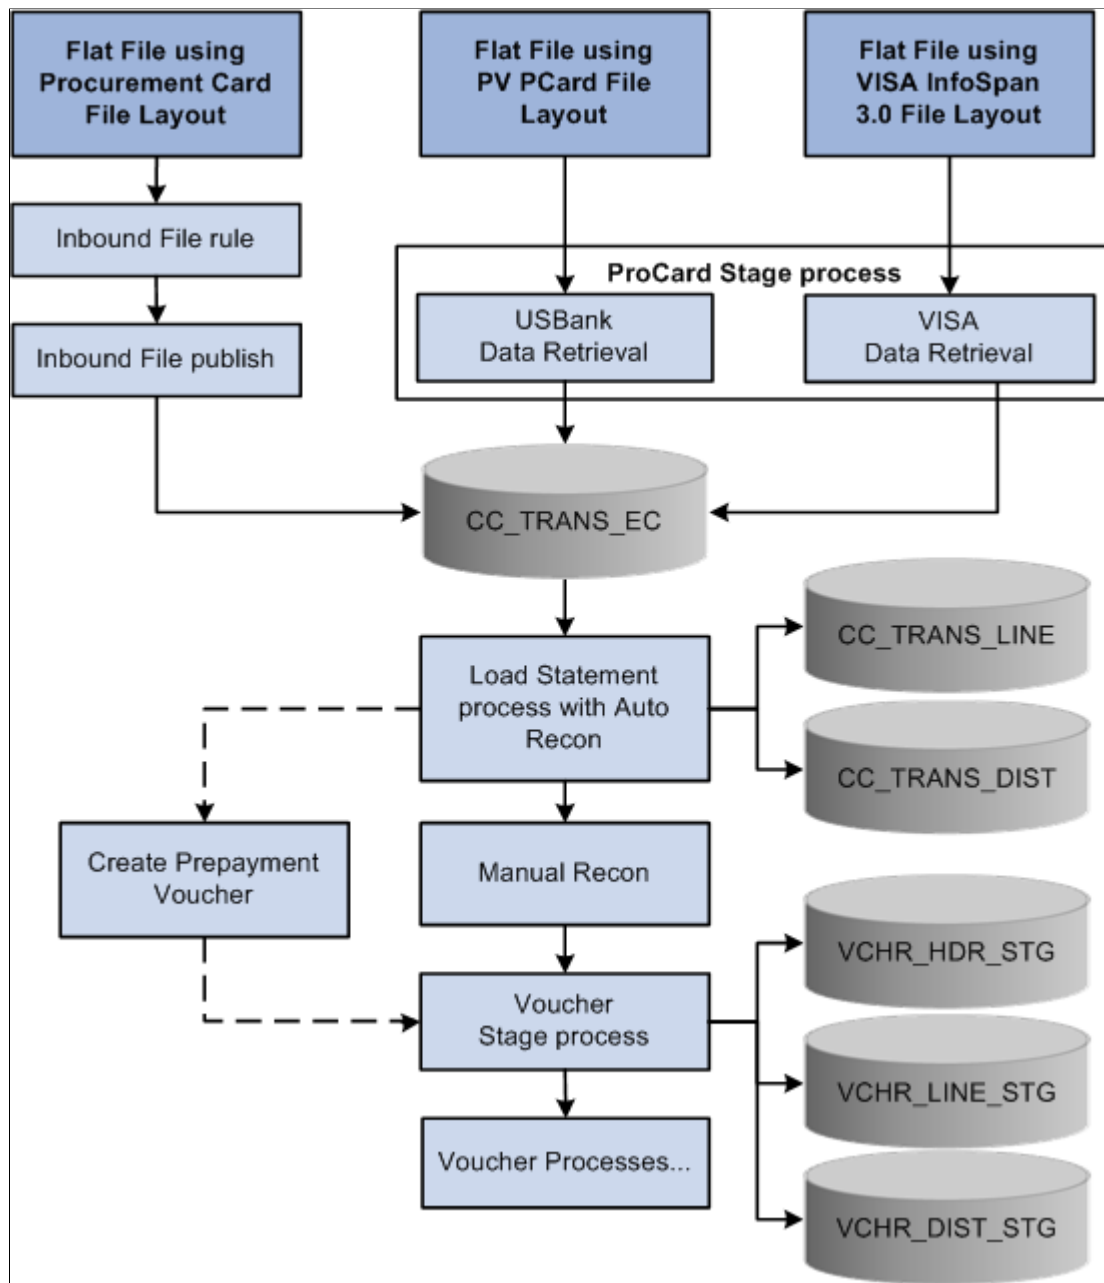 Flat File using
Procurement Card
File Layout
Flat File using
PV PCard File
Layout
Flat File using
VISA InfoSpan
3.0 File Layout
Inbound File rule
ProCard Stage process
Inbound File publish
USBank
Data Retrieval
VISA
Data Retrieval
CC_TRANS_EC
Load Statement
process with Auto
Recon
CC_TRANS_LINE
CC_TRANS_DIST
Create Prepayment
Voucher
Manual Recon
VCHR_HDR_STG
Voucher
Stage process
VCHR_LINE_STG
Voucher Processes...
VCHR_DIST_STG